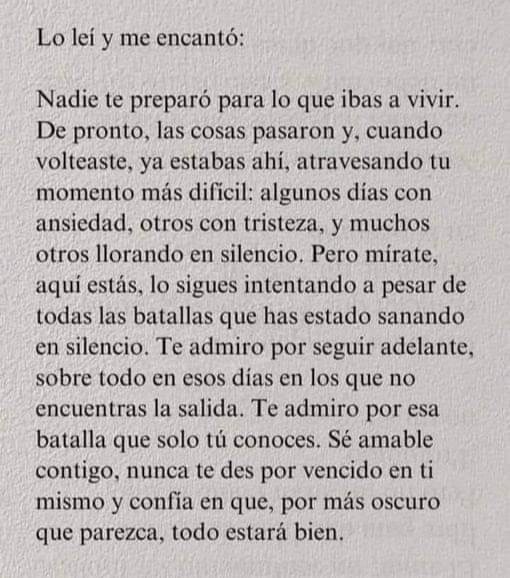 Lo leí y me encantó:
Nadie te preparó para lo que ibas a vivir.
De pronto, las cosas pasaron y, cuando
volteaste, ya estabas ahí, atravesando tu
momento más difícil: algunos días con
ansiedad, otros con tristeza, y muchos
otros llorando en silencio. Pero mírate,
aquí estás, lo sigues intentando a pesar de
todas las batallas que has estado sanando
en silencio. Te admiro por seguir adelante,
sobre todo en esos días en los que no
encuentras la salida. Te admiro por esa
batalla que solo tú conoces. Sé amable
contigo, nunca te des por vencido en ti
mismo y confía en que, por más oscuro
que parezca, todo estará bien.